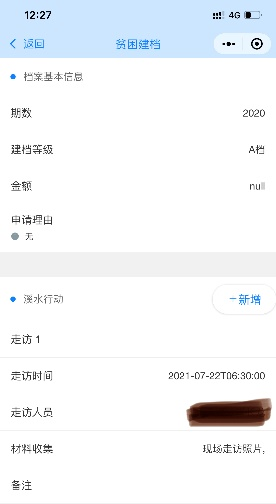 12:27
4G
返回
贫困建档
档案基本信息
期数 2020
建档等级 A档
金额 null
申请理由
无
溪水行动
+新增
走访 1
走访时间 2021-07-22T06:30:00
走访人员
材料收集 现场走访照片,
备注